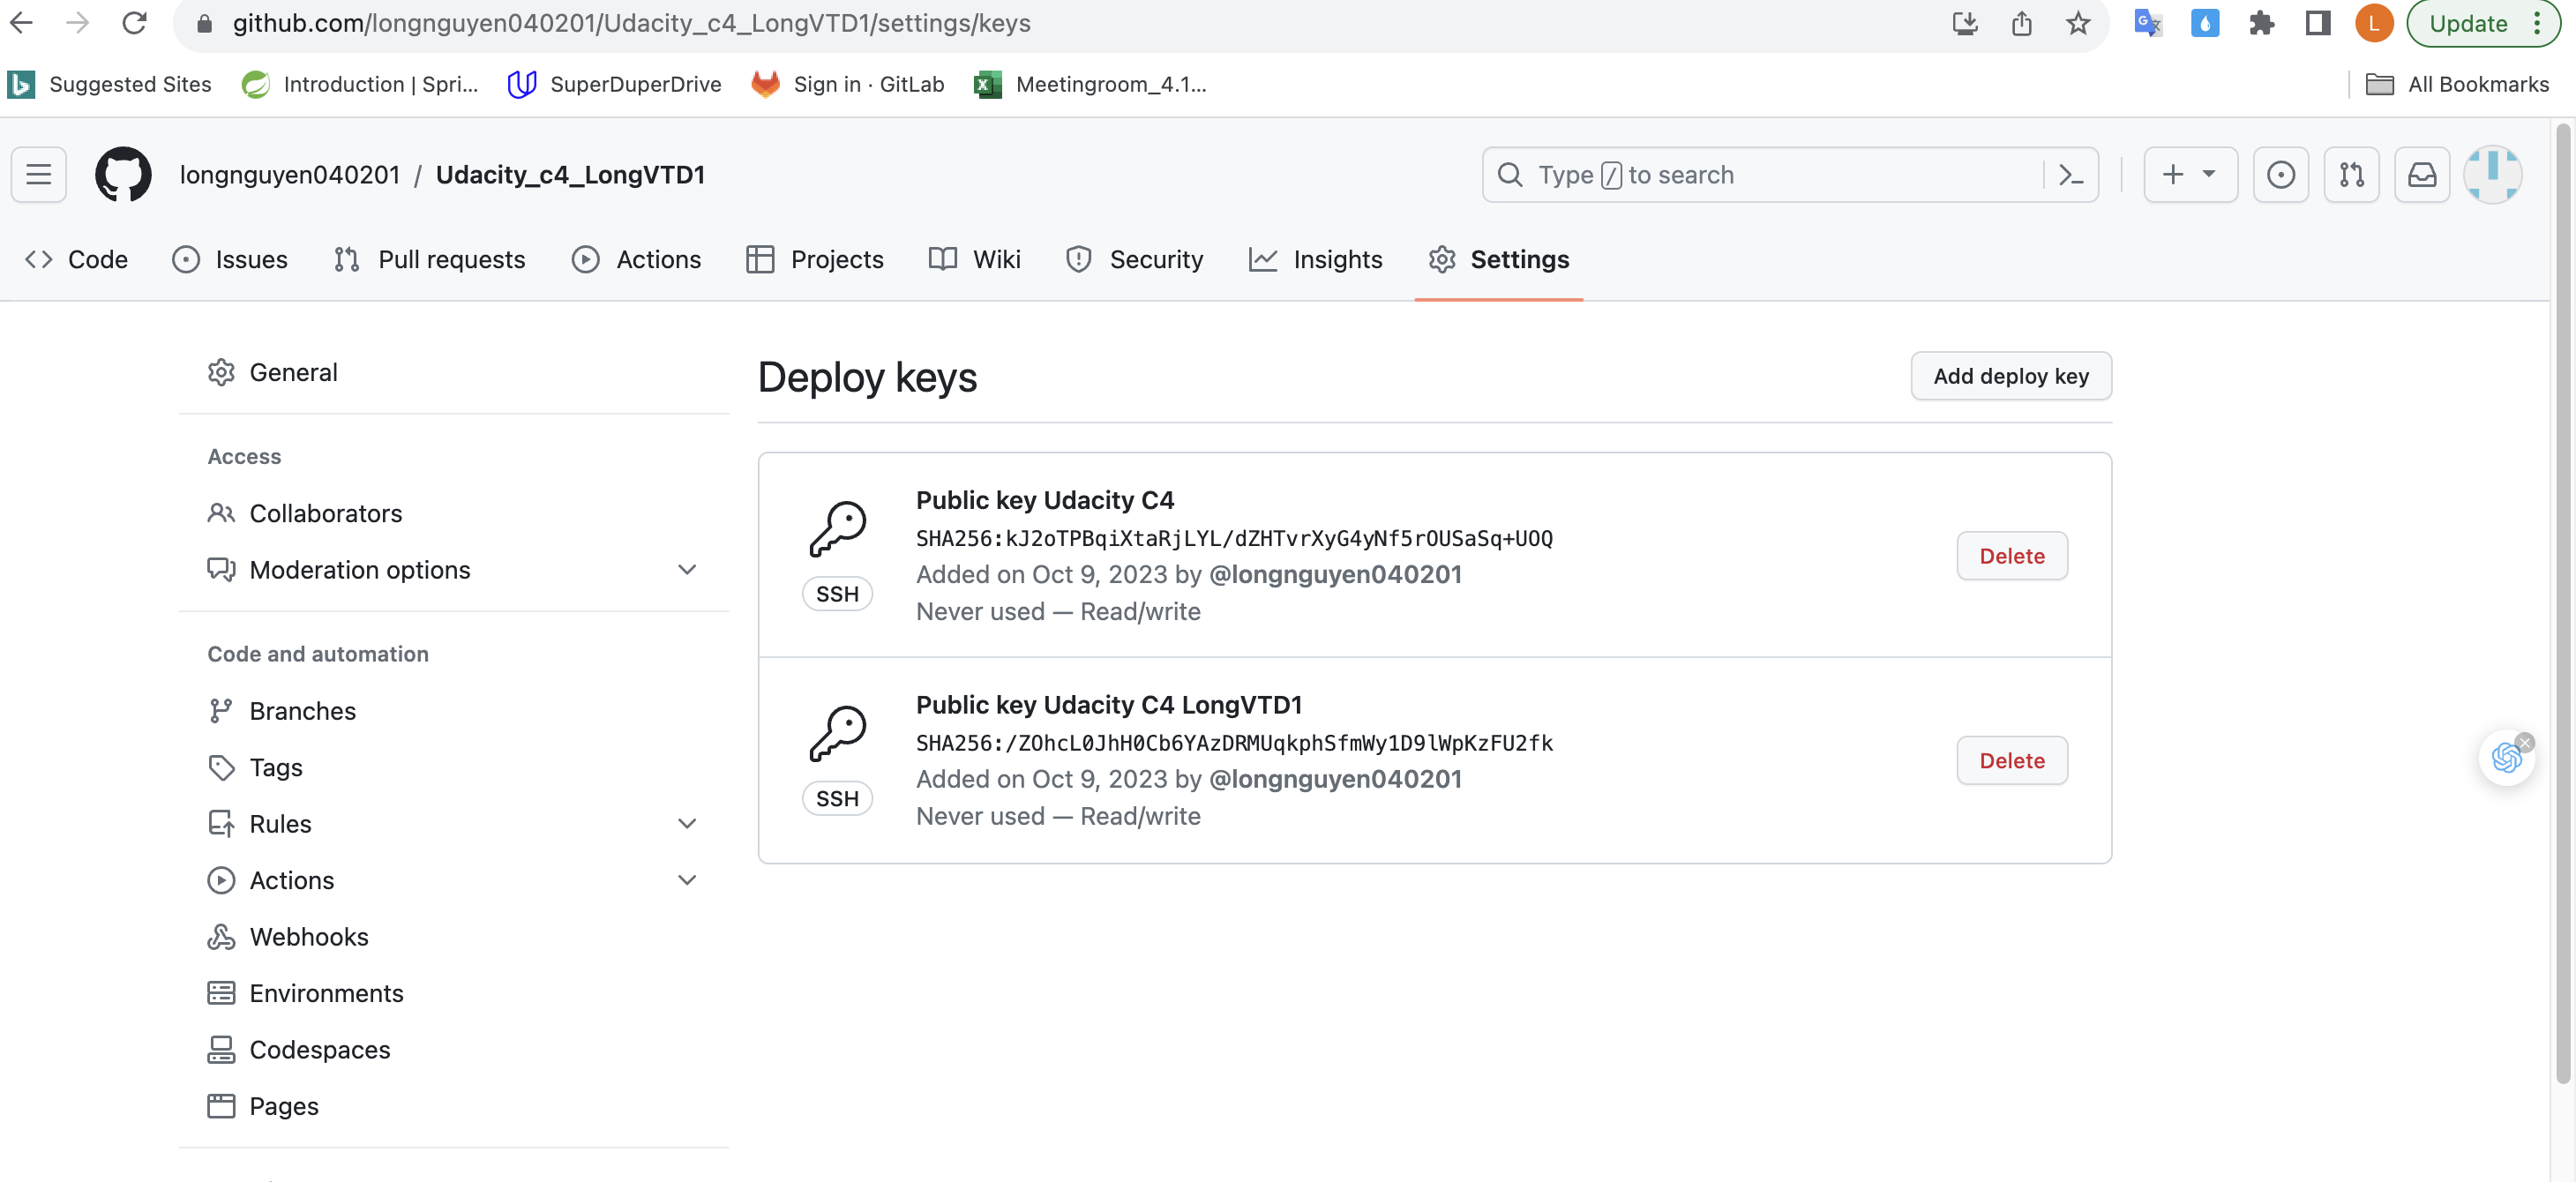 github.com/longnguyen040201/Udacity_c4_LongVTD1/settings/keys
L
Update
Suggested Sites
Introduction | Spri...
SuperDuperDrive
Sign in · GitLab
Meetingroom_4.1...
All Bookmarks
longnguyen040201 / Udacity_c4_LongVTD1
Type / to search
Code
Issues
Pull requests
Actions
Projects
Wiki
Security
Insights
Settings
General
Access
Collaborators
Moderation options
Code and automation
Branches
Tags
Rules
Actions
Webhooks
Environments
Codespaces
Pages
Deploy keys
Add deploy key
Public key Udacity C4
SHA256:kJ2oTPBqiXtaRjLYL/dZHTvrXyG4yNf5rOUSaSq+UOQ
Added on Oct 9, 2023 by @longnguyen040201
SSH
Never used — Read/write
Delete
Public key Udacity C4 LongVTD1
SHA256:/ZOhcL0JhH0Cb6YAzDRMUqkphSfmWy1D9lWpKzFU2fk
Added on Oct 9, 2023 by @longnguyen040201
SSH
Never used — Read/write
Delete